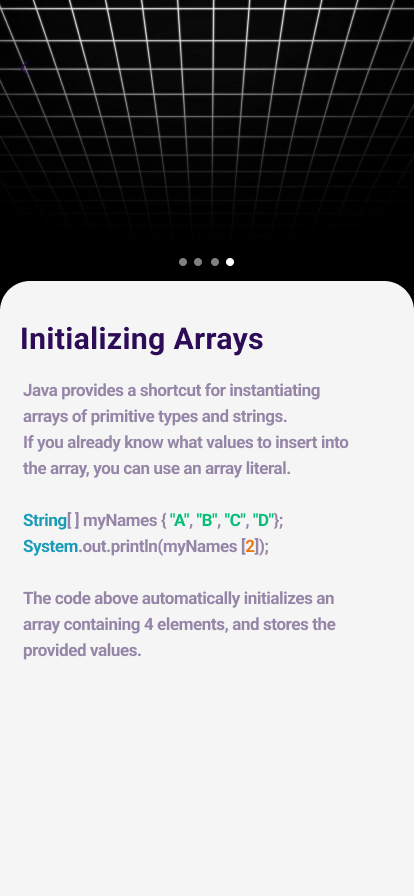 Initializing Arrays
Java provides a shortcut for instantiating
arrays of primitive types and strings.
If you already know what values to insert into
the array, you can use an array literal.
String[ ] myNames { "A", "B", "C", "D"};
System.out.println(myNames [2]);
The code above automatically initializes an
array containing 4 elements, and stores the
provided values.